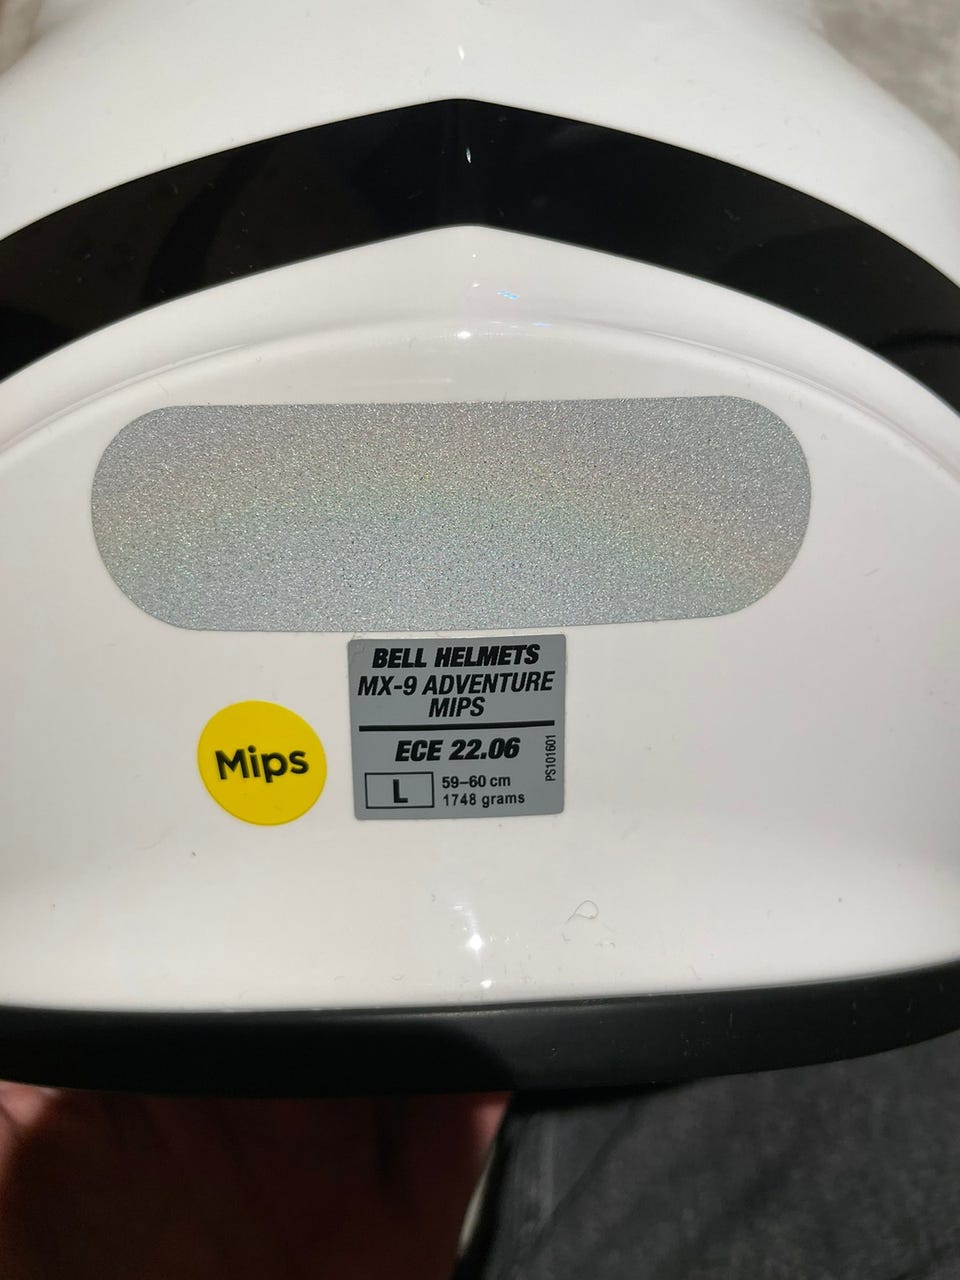 BELL HELMETS
MX-9 ADVENTURE
MIPS
Mips
ECE 22.06
PS101601
L
59–60 cm
1748 grams